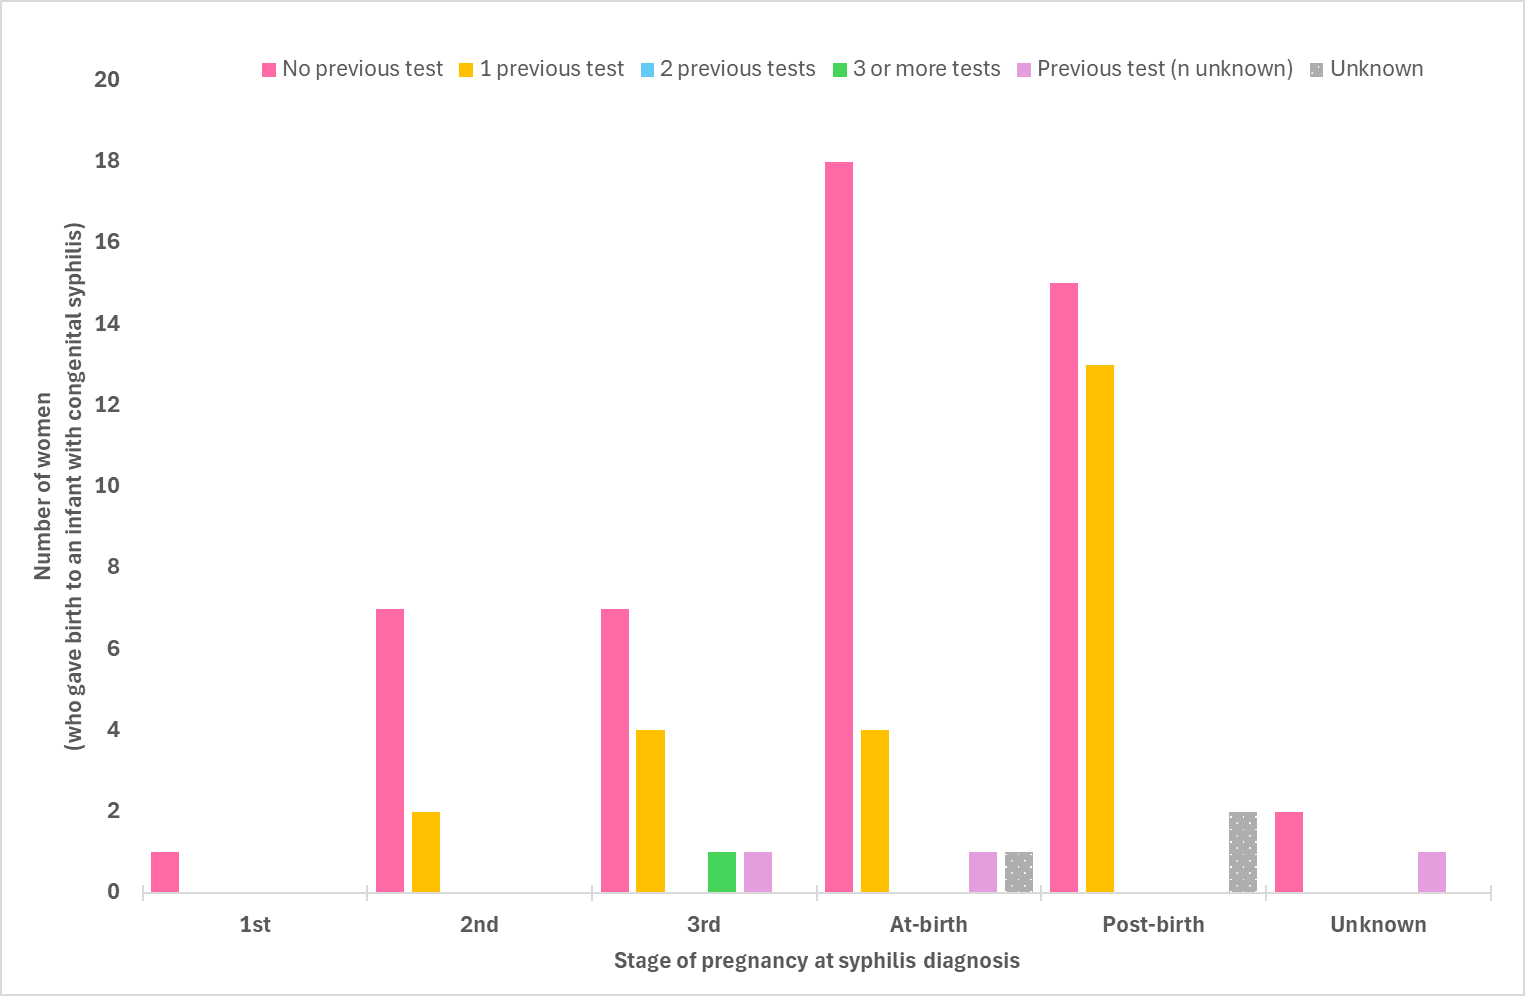 No previous test 1 previous test 2 previous tests 3 or more tests Previous test (n unknown) Unknown
20
18
16
14
12
10
8
6
4
2
0
Number of women
(who gave birth to an infant with congenital syphilis)
1st 2nd 3rd At-birth Post-birth Unknown
Stage of pregnancy at syphilis diagnosis